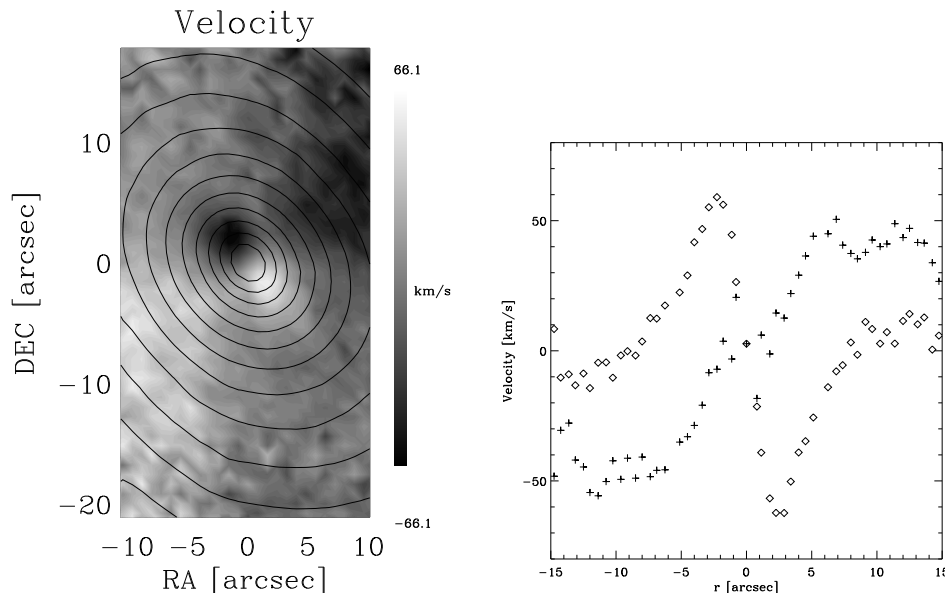 Velocity
66.1
km/s
-66.1
DEC [arcsec]
10
0
-10
-20
-10 -5 0 5 10
RA [arcsec]
Velocity [km/s]
50
0
-50
-15 -10 -5 0 5 10 15
r [arcsec]